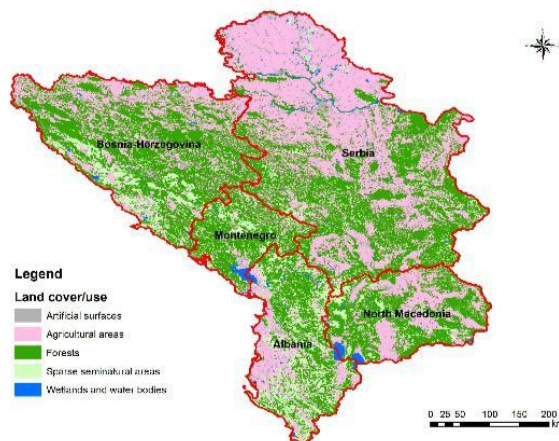 Bosnia-Herzegovina
Serbia
Montenegro
North Macedonia
Albania
Legend
Land cover/use
Artificial surfaces
Agricultural areas
Forests
Sparse seminatural areas
Wetlands and water bodies
0 25 50 100 150 200